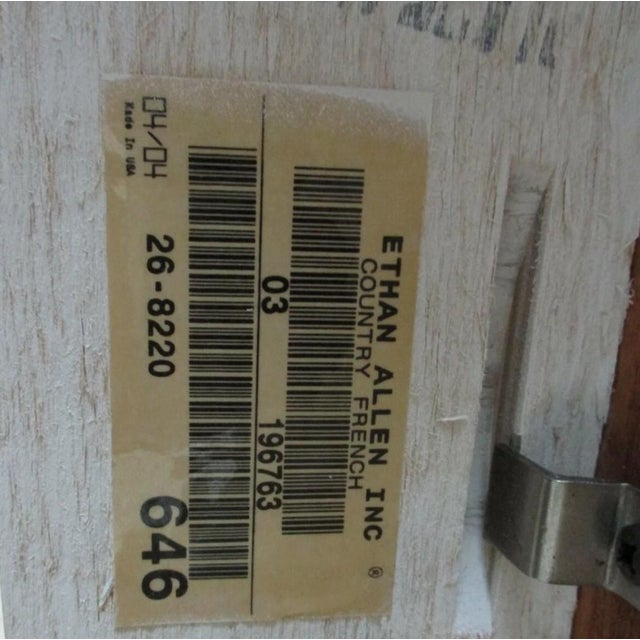 ETHAN ALLEN INC ®
COUNTRY FRENCH
03 196763
26-8220 646
04/04
Made In USA